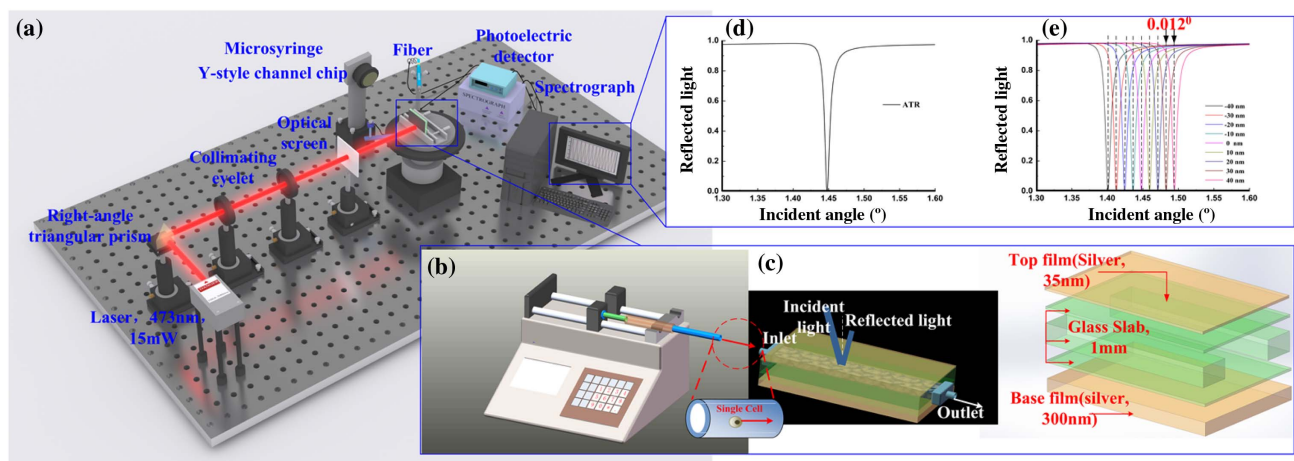 (a)
Microsyringe
Y-style channel chip
Fiber
Photoelectric
detector
Spectrograph
SPECTROGRAPH
Optical
screen
Collimating
eyelet
Right-angle
triangular prism
Laser, 473nm,
15mW
(d)
Reflected light
1.0
0.8
0.6
0.4
0.2
0.0
ATR
1.30 1.35 1.40 1.45 1.50 1.55 1.60
Incident angle (º)
(e)
0.012⁰
Reflected light
1.0
0.8
0.6
0.4
0.2
0.0
-40 nm
-30 nm
-20 nm
-10 nm
0 nm
10 nm
20 nm
30 nm
40 nm
1.30 1.35 1.40 1.45 1.50 1.55 1.60
Incident angle (º)
(b)
Single Cell
(c)
Incident
light
Reflected light
Inlet
Outlet
Top film(Silver,
35nm)
Glass Slab,
1mm
Base film(silver,
300nm)